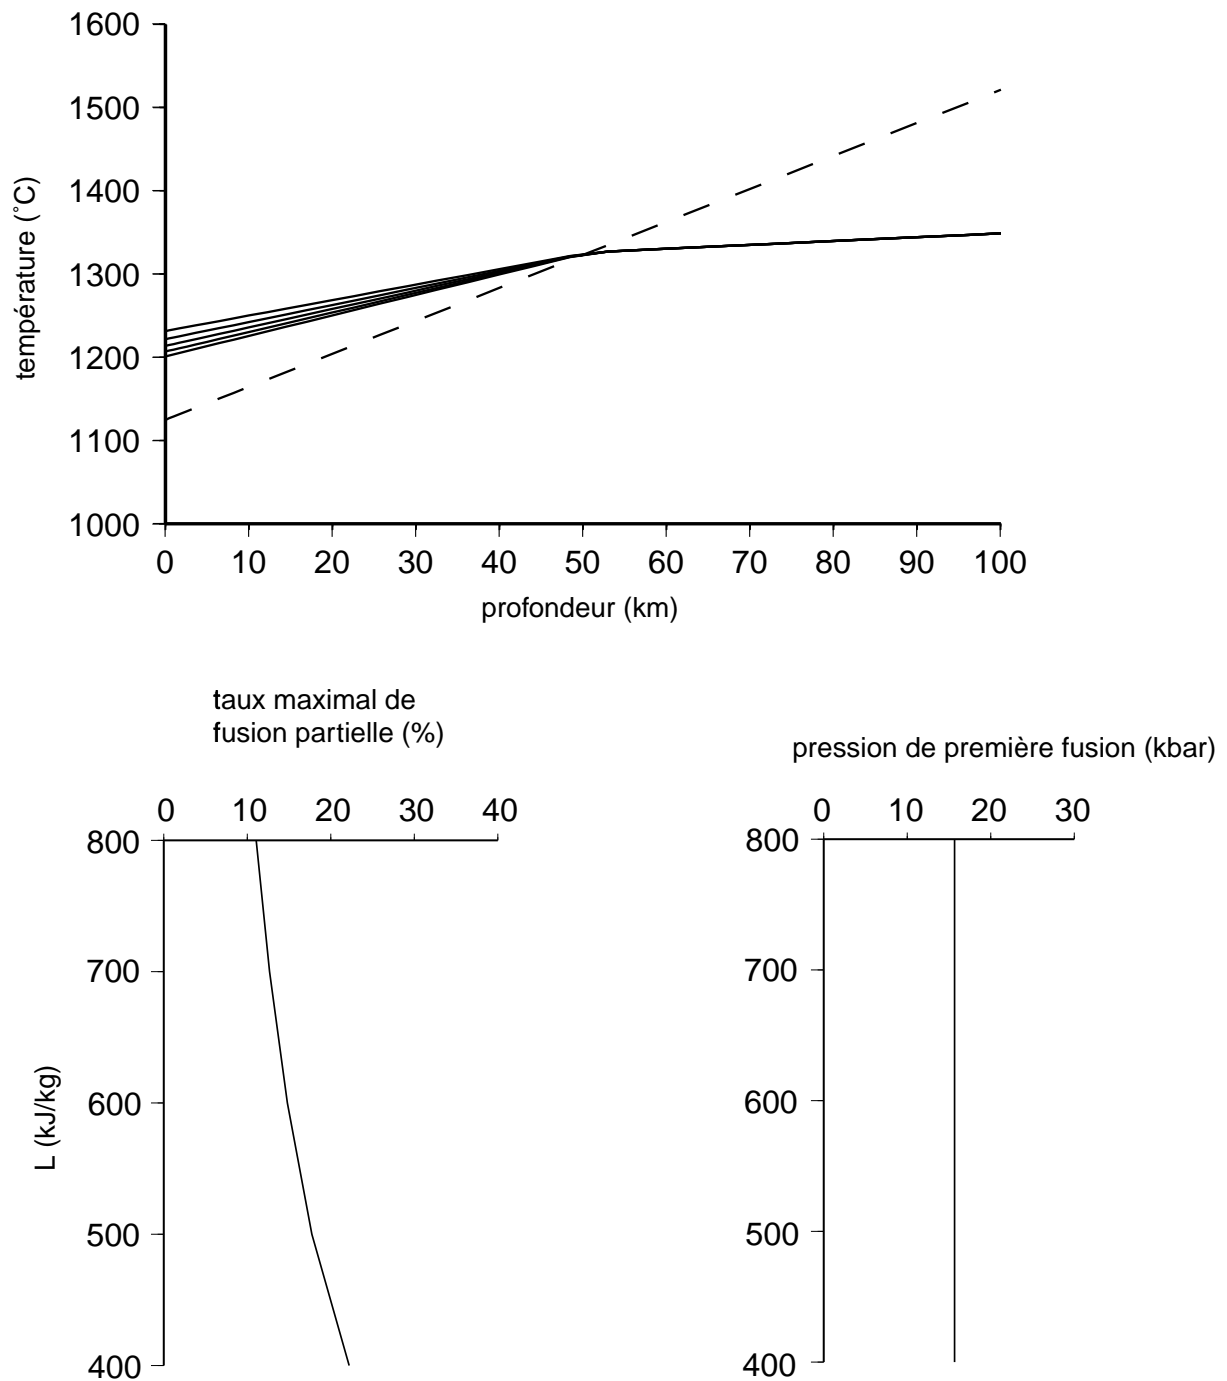 1600
1500
1400
1300
1200
1100
1000
température (˚C)
0 10 20 30 40 50 60 70 80 90 100
profondeur (km)
taux maximal de
fusion partielle (%)
0 10 20 30 40
800
700
600
500
400
L (kJ/kg)
pression de première fusion (kbar)
0 10 20 30
800
700
600
500
400